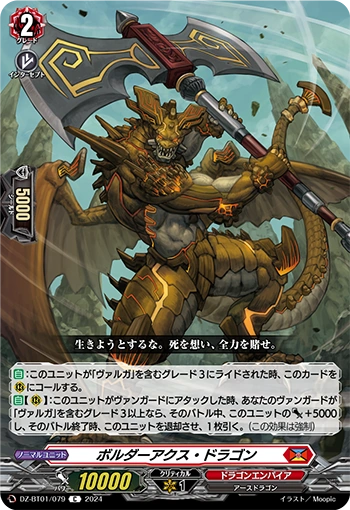 2
グレード
インターセプト
5000
シールド
生きようとするな。死を想い、全力を賭せ。
自:このユニットが「ヴァルガ」を含むグレード3にライドされた時、このカードを
Rにコールする。
自【R】:このユニットがヴァンガードにアタックした時、あなたのヴァンガードが
「ヴァルガ」を含むグレード3以上なら、そのバトル中、このユニットの+5000
し、そのバトル終了時、このユニットを退却させ、1枚引く。(この効果は強制)
ノーマルユニット
ボルダーアクス・ドラゴン
パワー
10000
クリティカル
1
ドラゴンエンパイア
アースドラゴン
DZ-BT01/079 C 2024
イラスト/Moopic